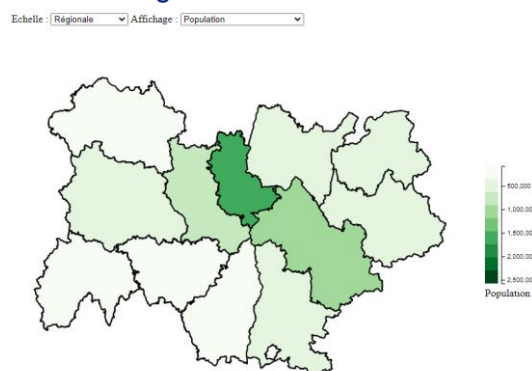 Echelle : Régionale Affichage : Population
500,000
1,000,00
1,500,00
2,000,00
2,500,00
Population